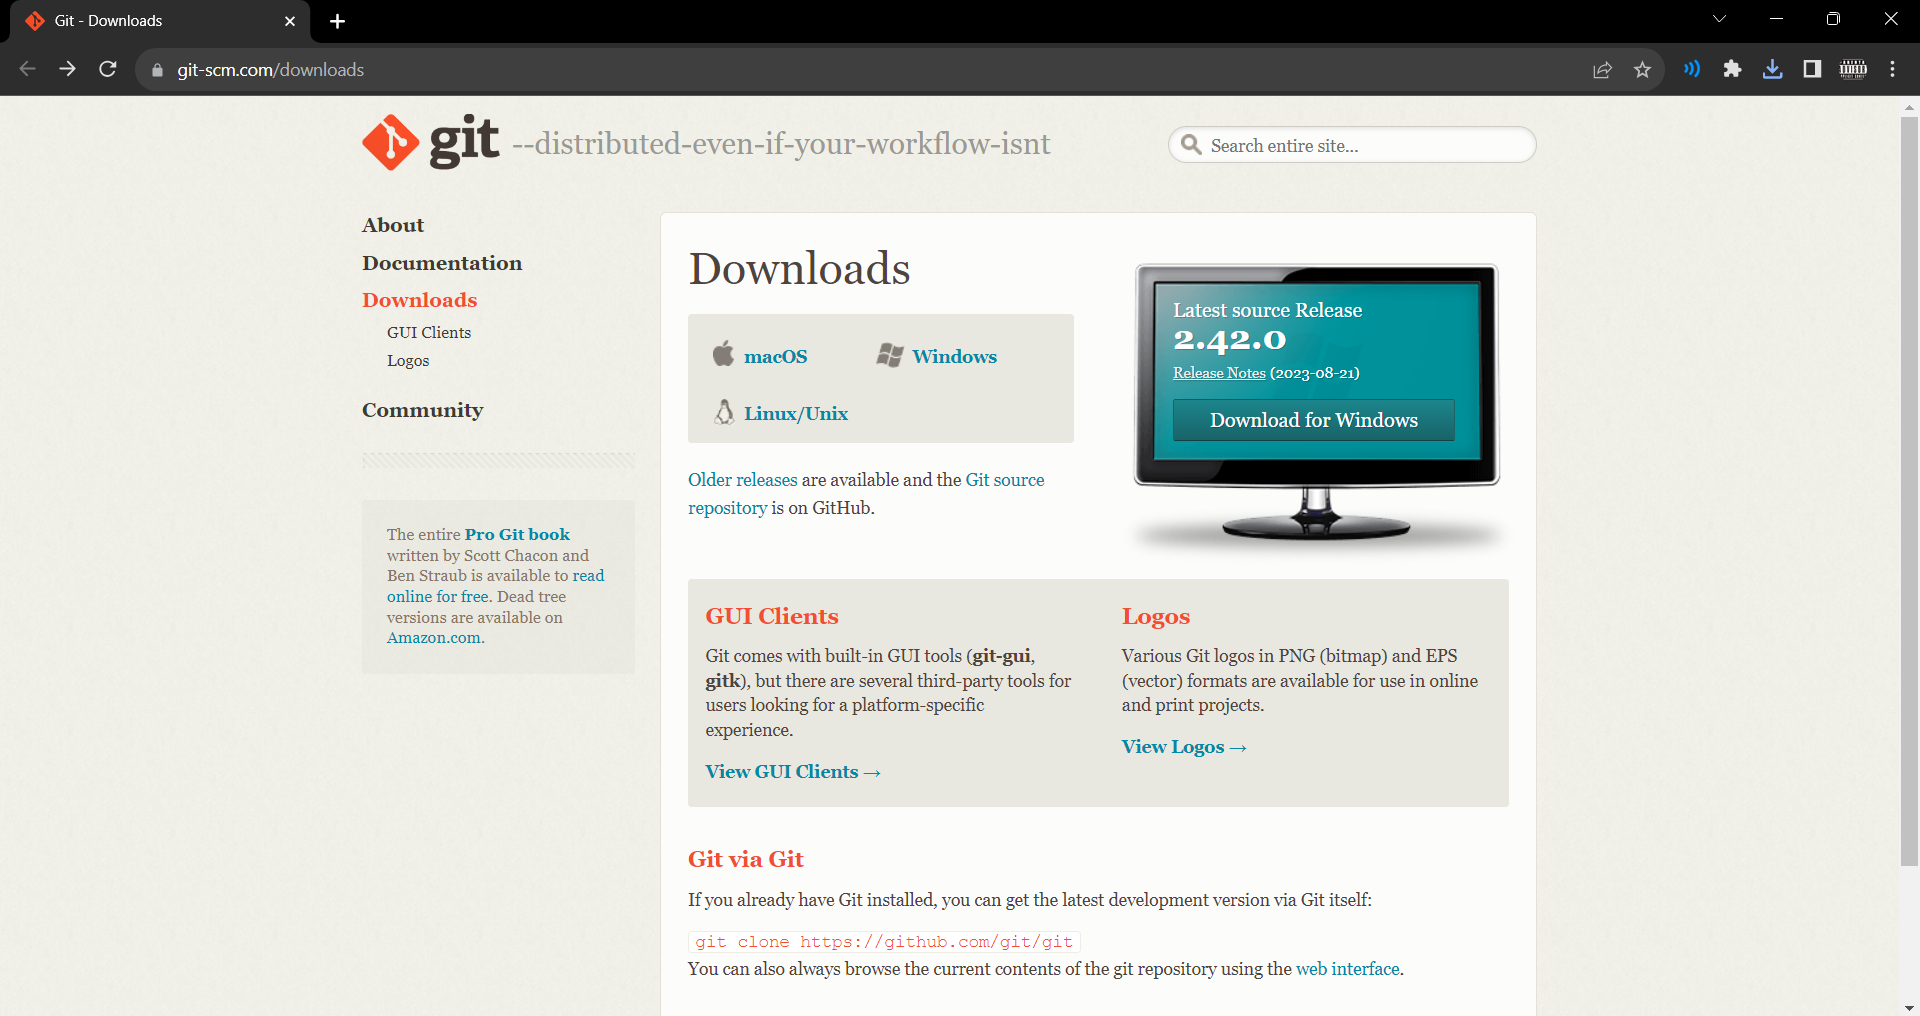 Git - Downloads
git-scm.com/downloads
git --distributed-even-if-your-workflow-isnt
Search entire site...
About
Documentation
Downloads
GUI Clients
Logos
Community
The entire Pro Git book
written by Scott Chacon and
Ben Straub is available to read
online for free. Dead tree
versions are available on
Amazon.com.
Downloads
macOS
Windows
Linux/Unix
Older releases are available and the Git source
repository is on GitHub.
Latest source Release
2.42.0
Release Notes (2023-08-21)
Download for Windows
GUI Clients
Git comes with built-in GUI tools (git-gui,
gitk), but there are several third-party tools for
users looking for a platform-specific
experience.
View GUI Clients →
Logos
Various Git logos in PNG (bitmap) and EPS
(vector) formats are available for use in online
and print projects.
View Logos →
Git via Git
If you already have Git installed, you can get the latest development version via Git itself:
git clone https://github.com/git/git
You can also always browse the current contents of the git repository using the web interface.